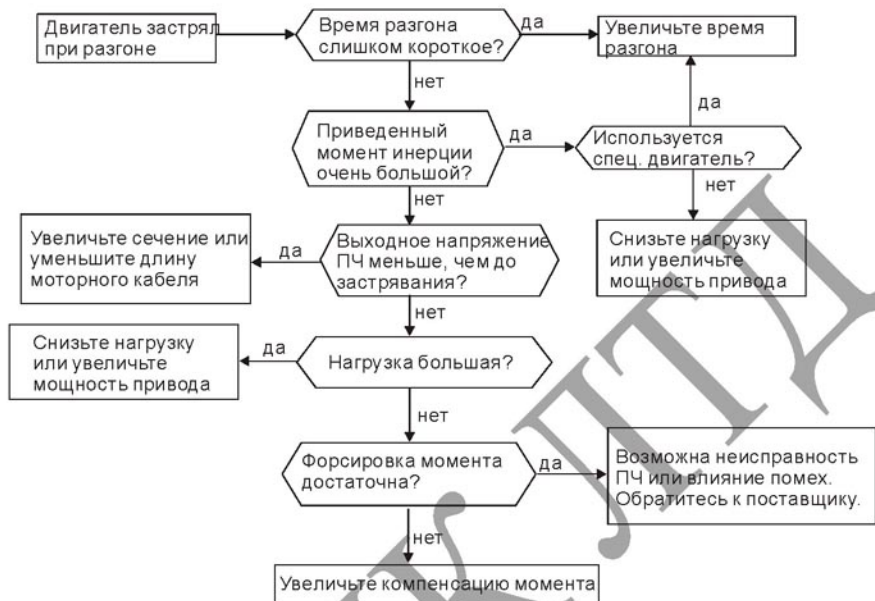 Двигатель застрял
при разгоне
Время разгона
слишком короткое?
да
Увеличьте время
разгона
нет
да
Приведенный
момент инерции
очень большой?
да
Используется
спец. двигатель?
нет
нет
Увеличьте сечение или
уменьшите длину
моторного кабеля
да
Выходное напряжение
ПЧ меньше, чем до
застрявания?
Снизьте нагрузку
или увеличьте
мощность привода
нет
Снизьте нагрузку
или увеличьте
мощность привода
да
Нагрузка большая?
нет
Форсировка момента
достаточна?
да
Возможна неисправность
ПЧ или влияние помех.
Обратитесь к поставщику.
нет
Увеличьте компенсацию момента
К ЛТД